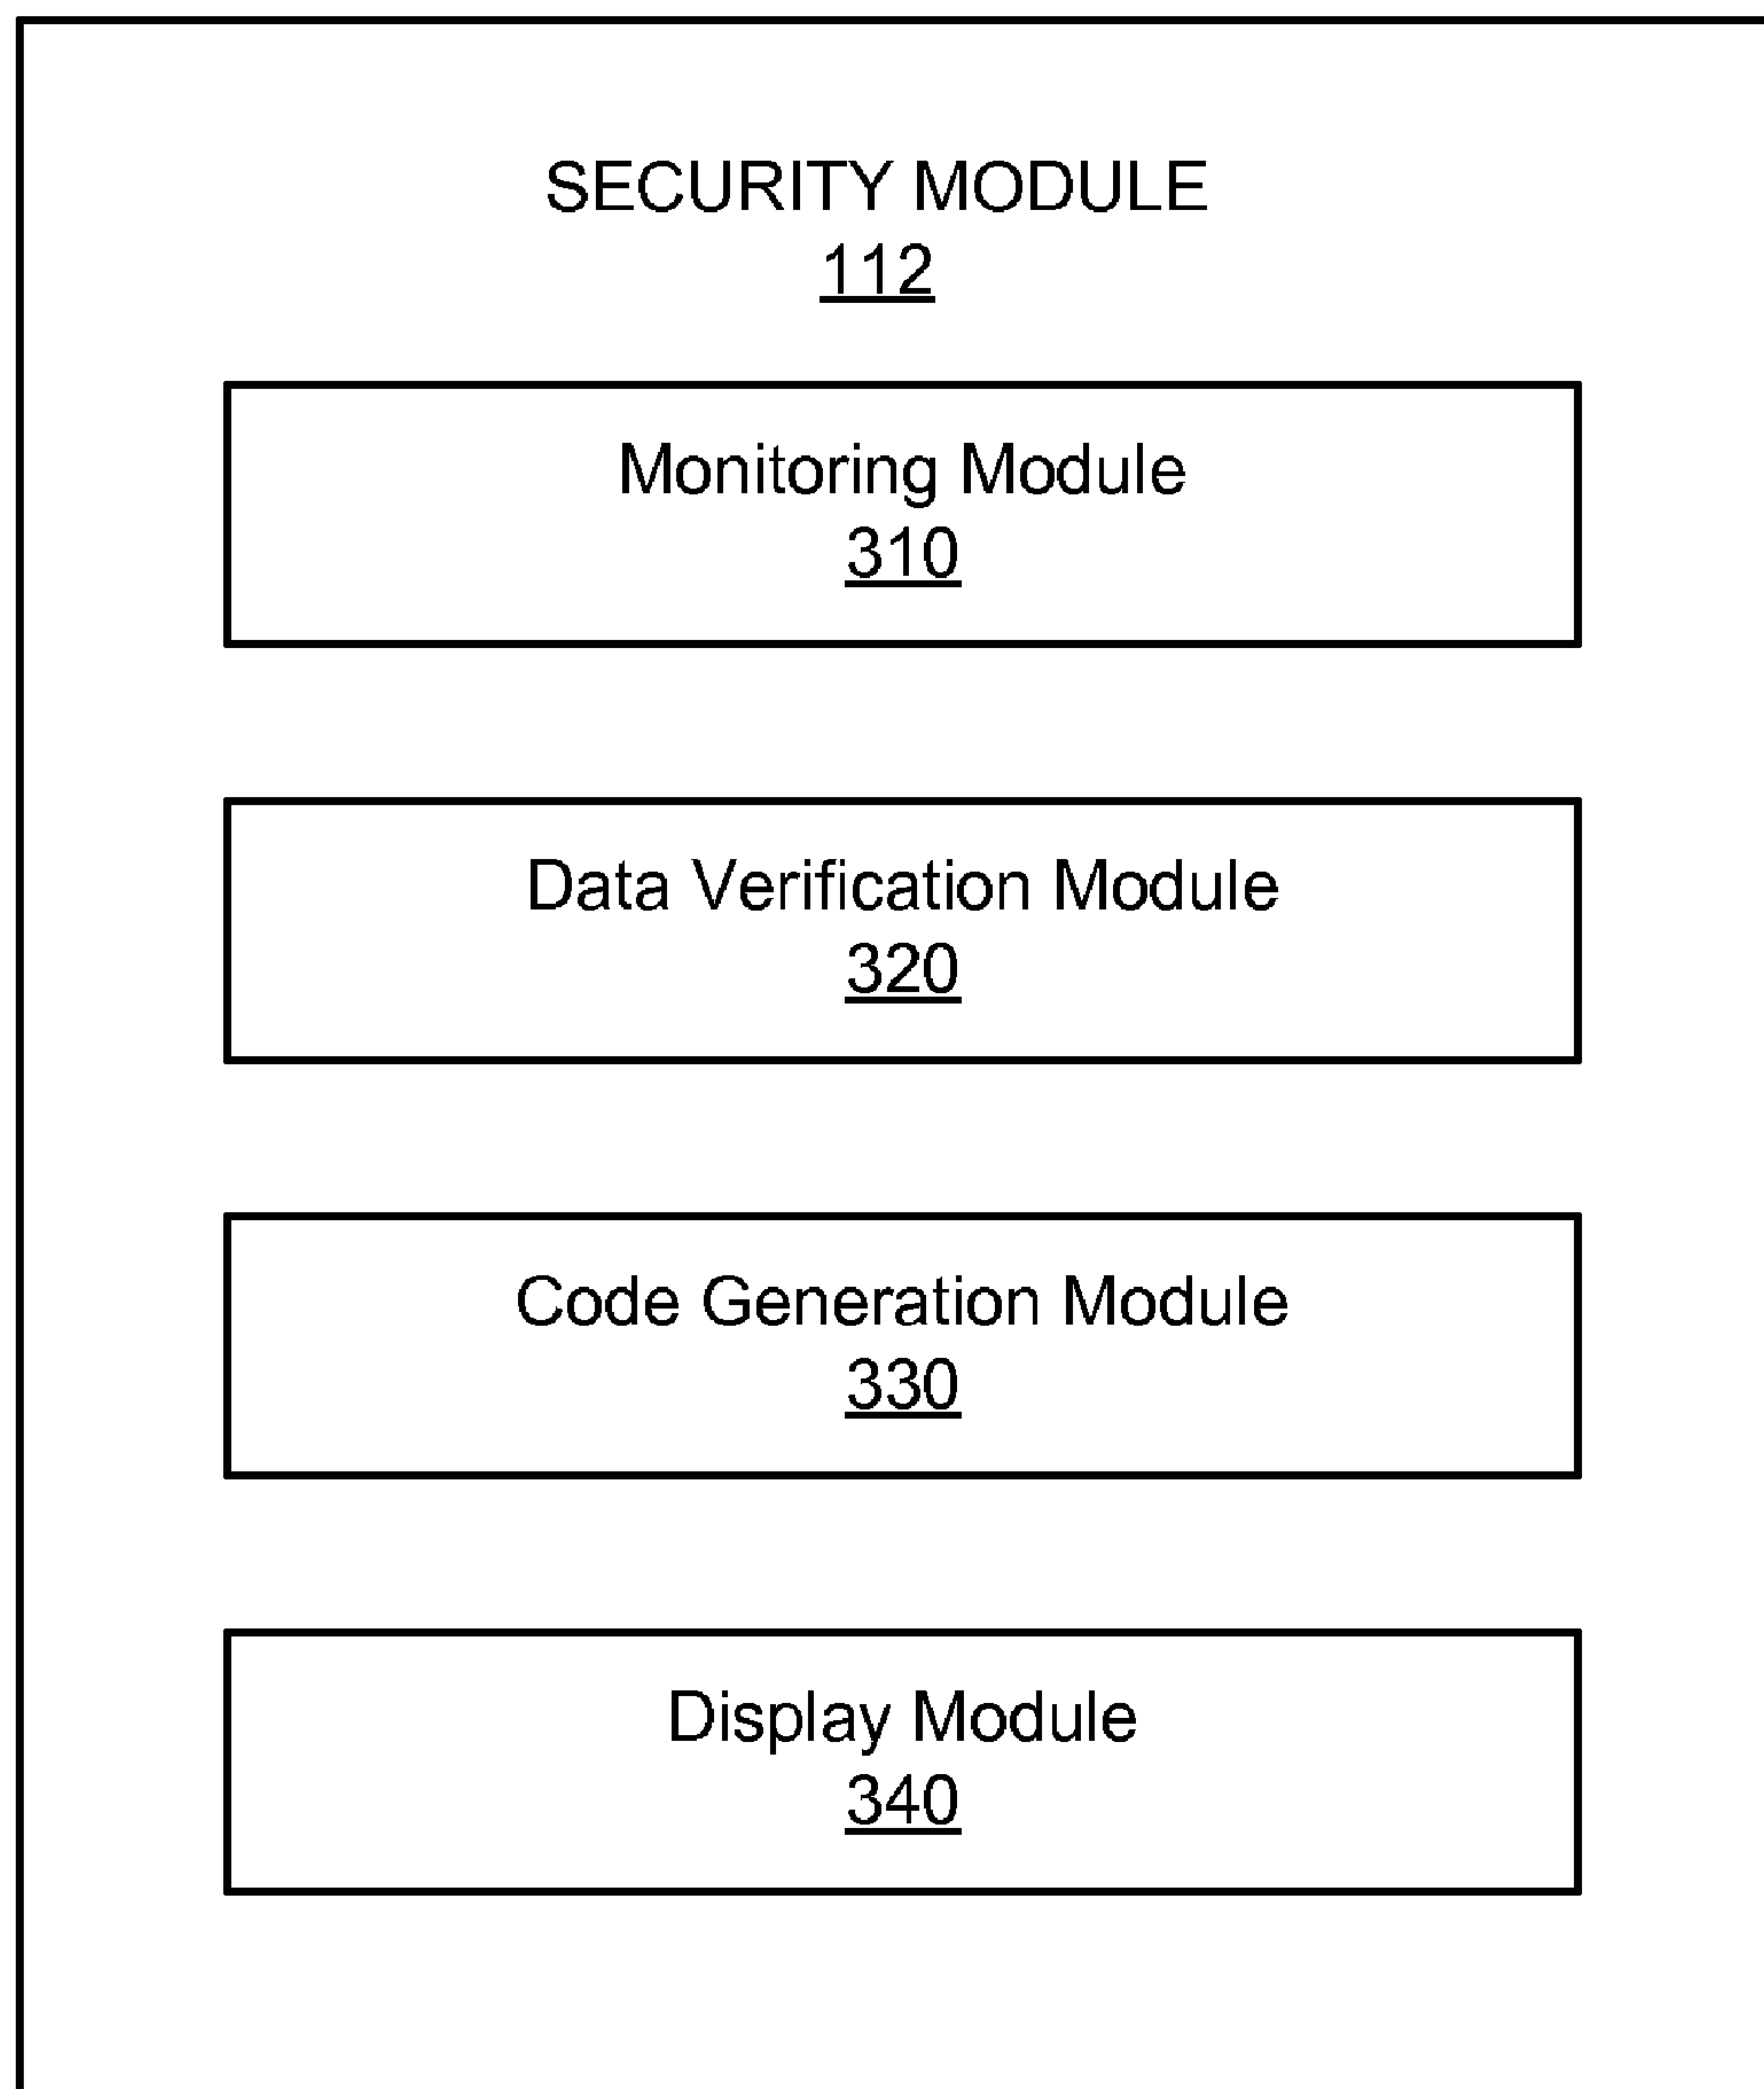 SECURITY MODULE
112
Monitoring Module
310
Data Verification Module
320
Code Generation Module
330
Display Module
340